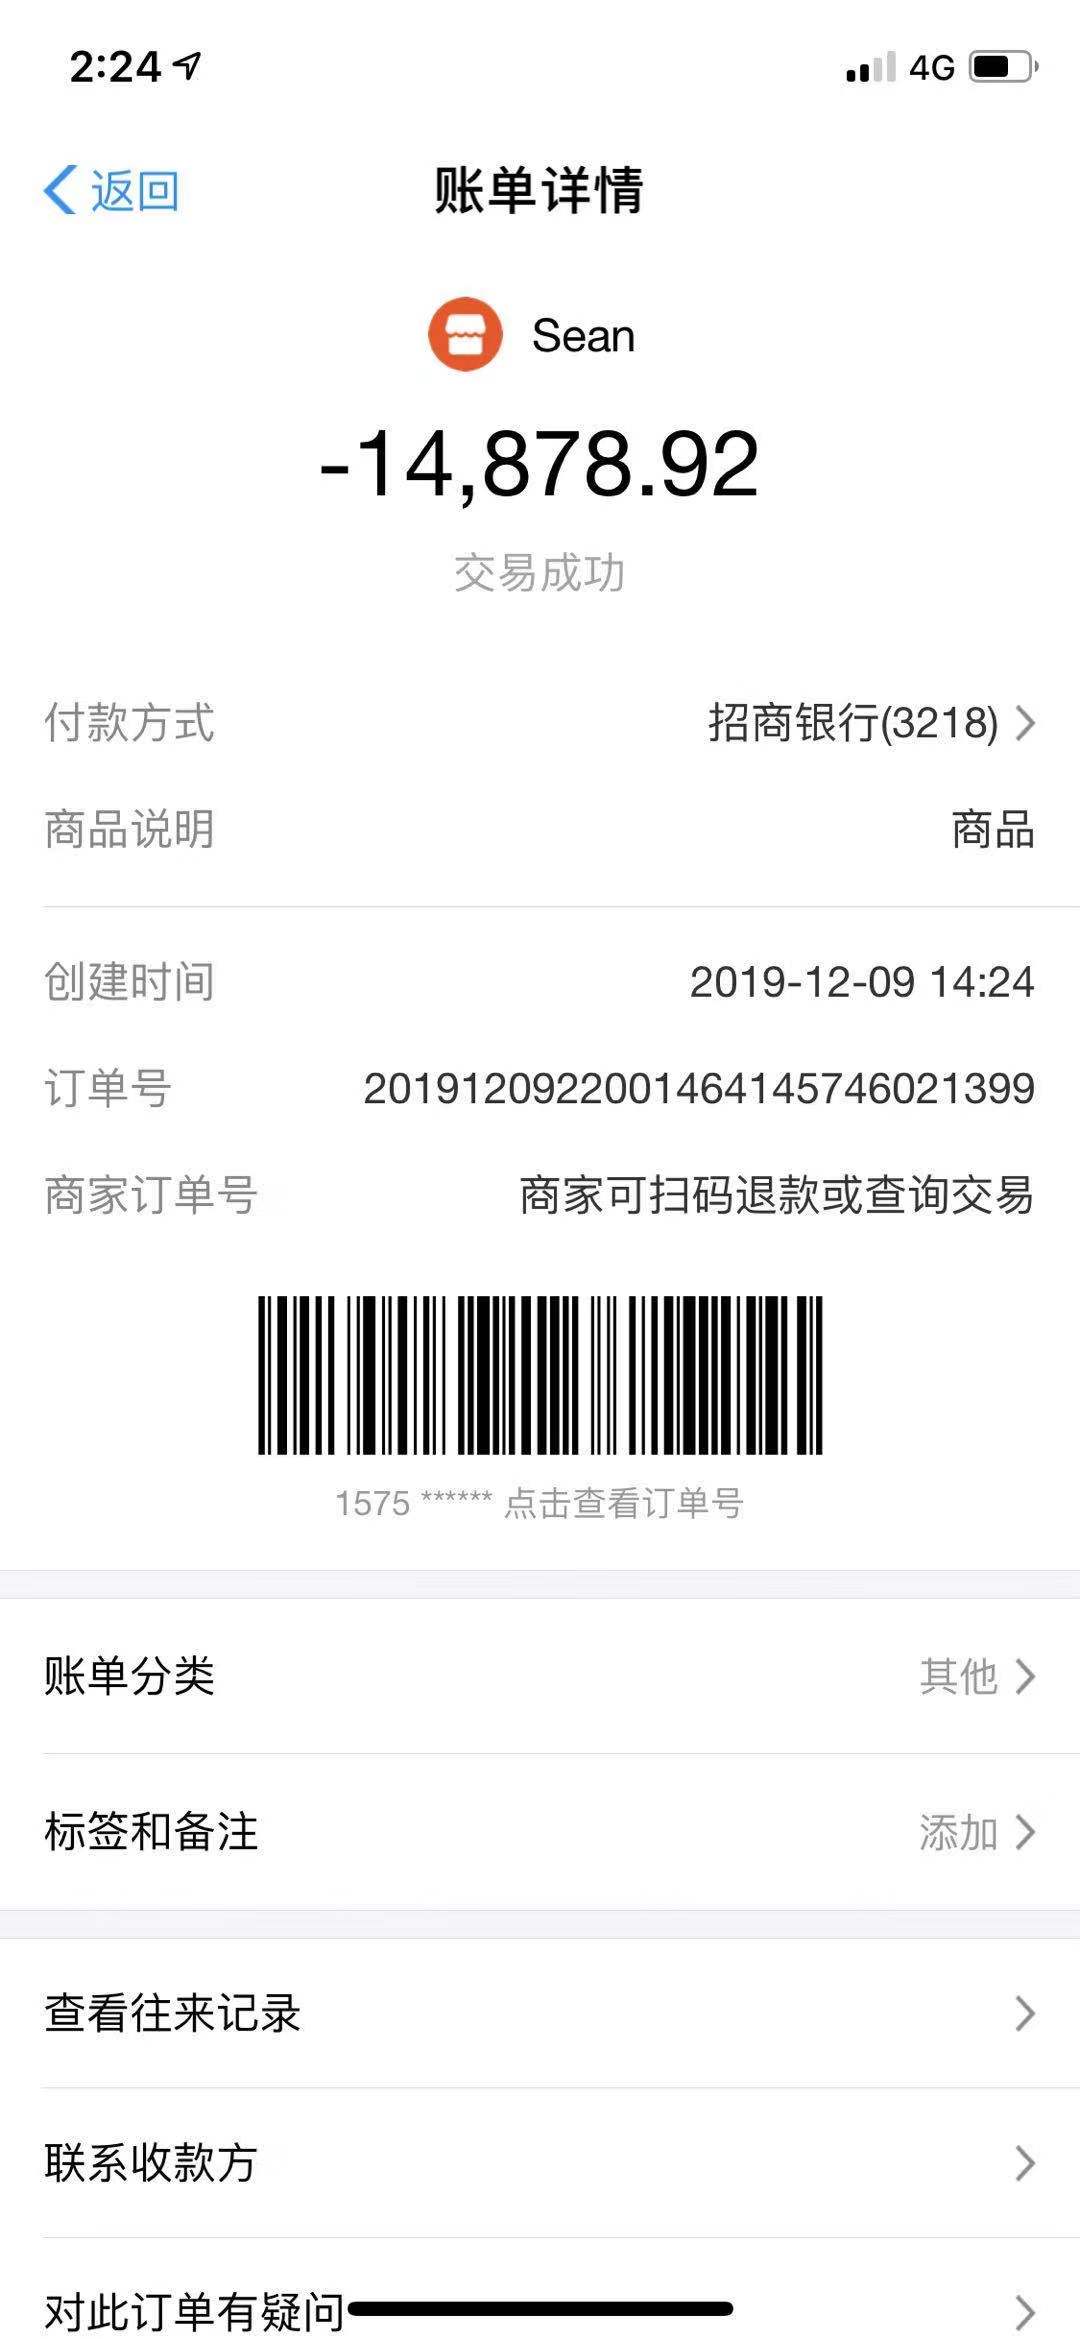 2:24 4G
返回 账单详情
Sean
-14,878.92
交易成功
付款方式 招商银行(3218)
商品说明 商品
创建时间 2019-12-09 14:24
订单号 2019120922001464145746021399
商家订单号 商家可扫码退款或查询交易
1575 ****** 点击查看订单号
账单分类 其他
标签和备注 添加
查看往来记录
联系收款方
对此订单有疑问